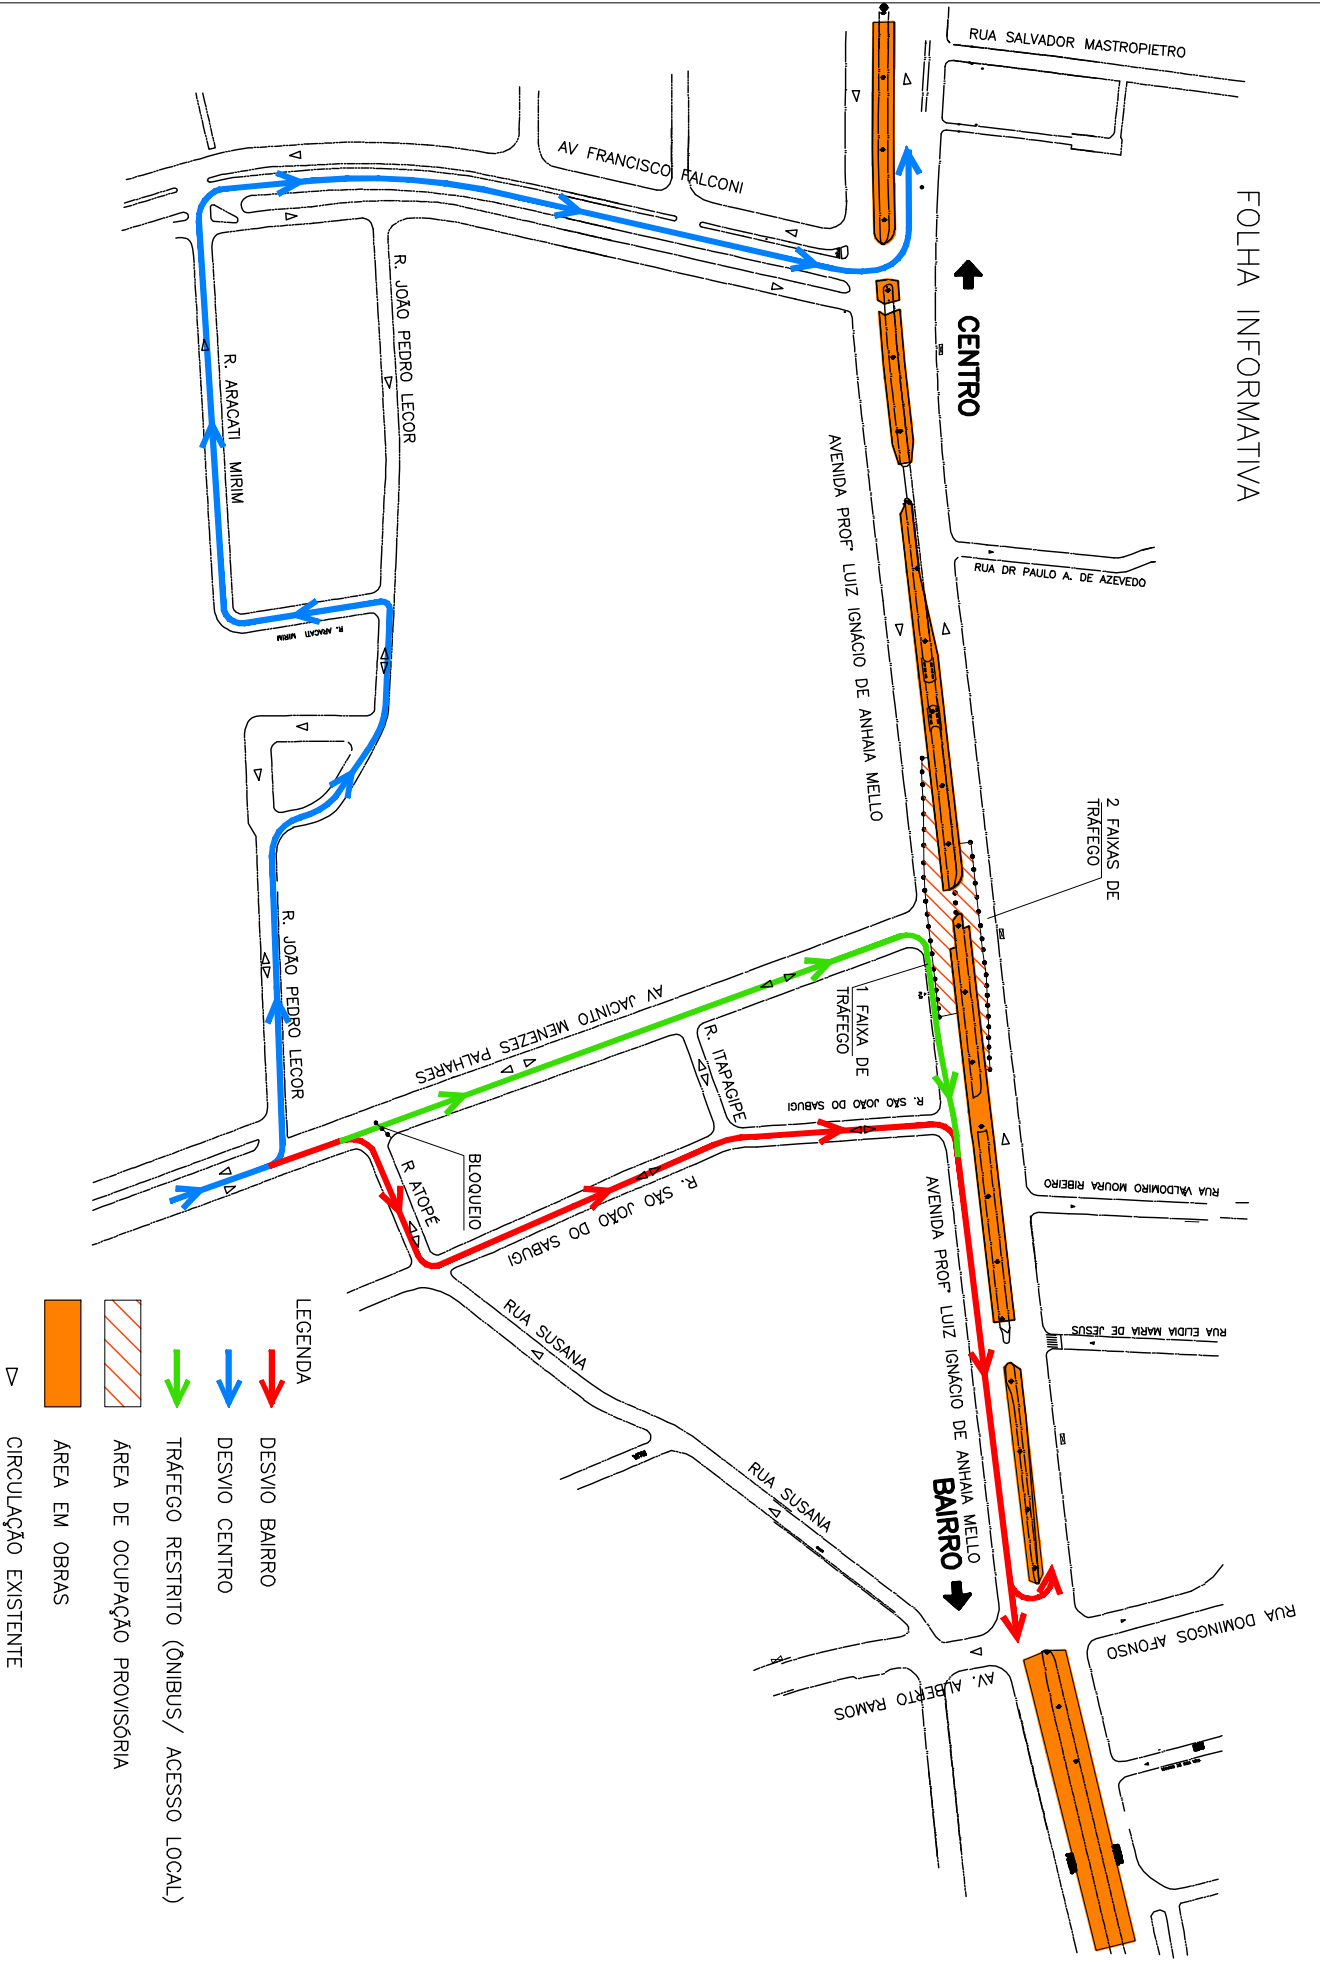 FOLHA INFORMATIVA
RUA SALVADOR MASTROPIETRO
AV FRANCISCO FALCONI
CENTRO
R. JOÃO PEDRO LECOR
R. ARACATI MIRIM
AVENIDA PROFº LUIZ IGNÁCIO DE ANHAIA MELLO
RUA DR PAULO A. DE AZEVEDO
R. ARACATI MIRIM
2 FAIXAS DE
TRÁFEGO
1 FAIXA DE
TRÁFEGO
R. JOÃO PEDRO LECOR
AV JACINTO MENEZES PALHARES
R. ITAPAGIPE
R. SÃO JOÃO DO SABUGI
BLOQUEIO
R ATOPÉ
R. SÃO JOÃO DO SABUGI
RUA VALDOMIRO MOURA RIBEIRO
RUA ELIDIA MARIA DE JESUS
AVENIDA PROFº LUIZ IGNÁCIO DE ANHAIA MELLO
BAIRRO
RUA SUSANA
RUA SUSANA
RUA DOMINGOS AFONSO
AV. ALBERTO RAMOS
LEGENDA
DESVIO BAIRRO
DESVIO CENTRO
TRÁFEGO RESTRITO (ÔNIBUS/ ACESSO LOCAL)
ÁREA DE OCUPAÇÃO PROVISÓRIA
ÁREA EM OBRAS
CIRCULAÇÃO EXISTENTE